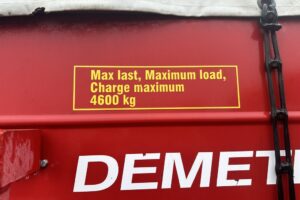 Max last, Maximum load,
Charge maximum
4600 kg
DEMET